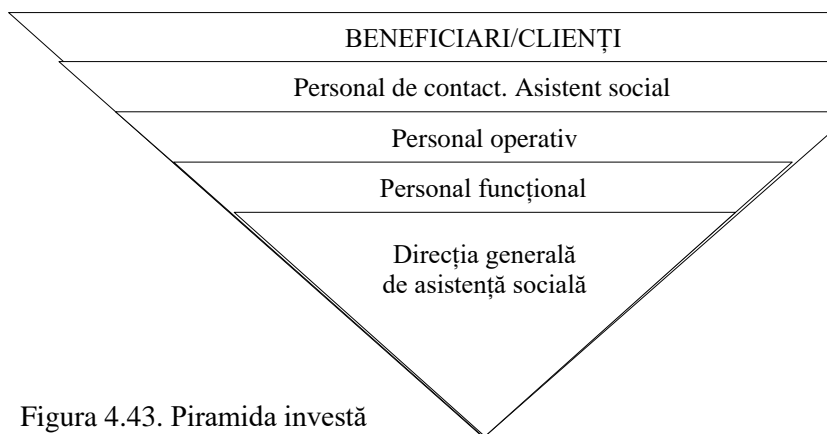 BENEFICIARI/CLIENȚI
Personal de contact. Asistent social
Personal operativ
Personal funcțional
Direcția generală
de asistență socială
Figura 4.43. Piramida investă